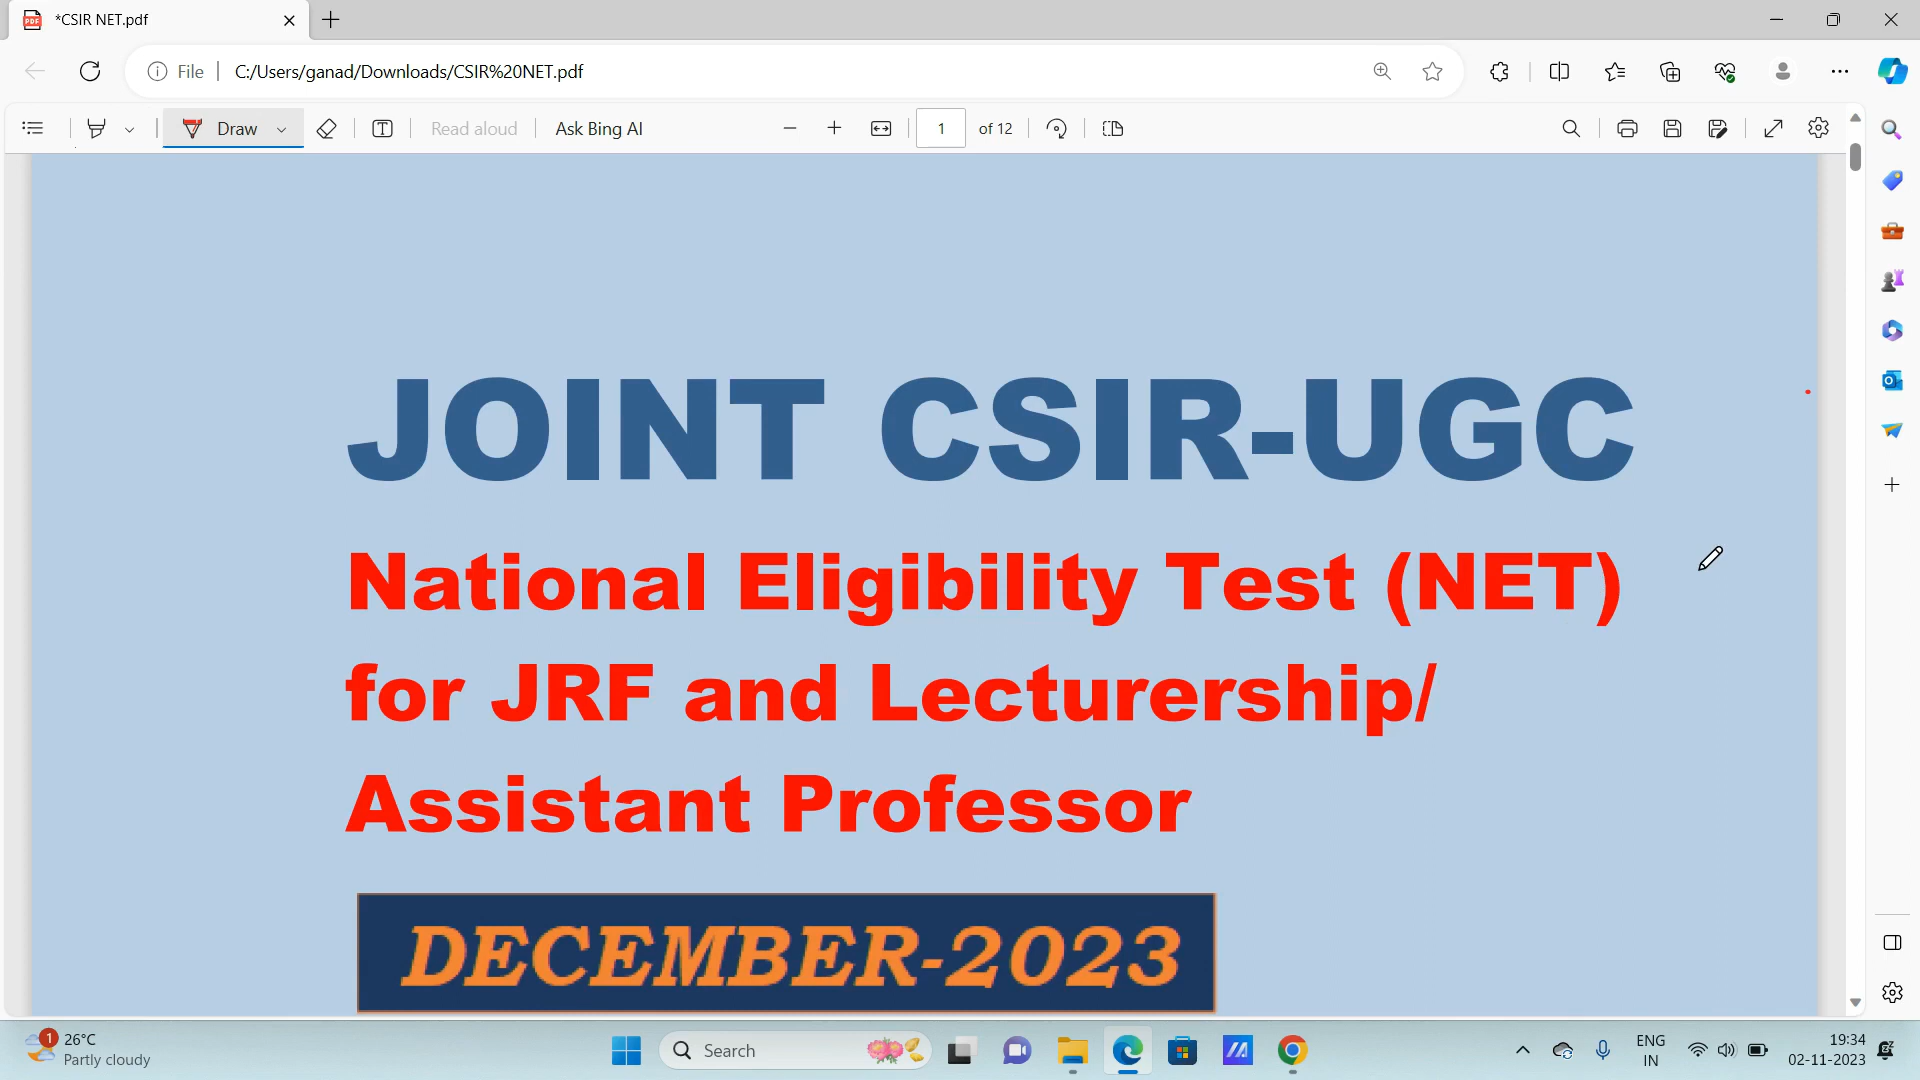 *CSIR NET.pdf
File
C:/Users/ganad/Downloads/CSIR%20NET.pdf
Draw
Read aloud
Ask Bing AI
1
of 12
JOINT CSIR-UGC
National Eligibility Test (NET)
for JRF and Lecturership/
Assistant Professor
DECEMBER-2023
1
26°C
Partly cloudy
Search
ENG
IN
19:34
02-11-2023